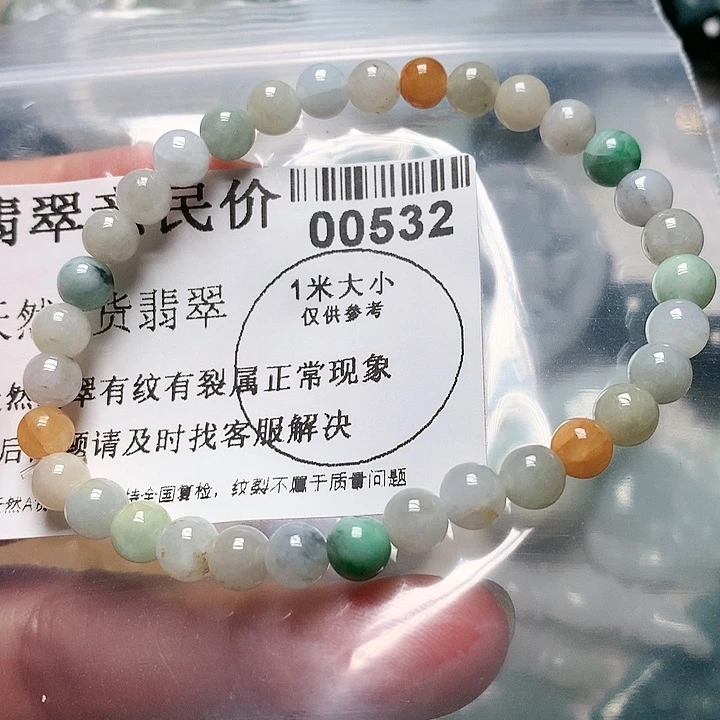 翡翠 民价
00532
1米大小
仅供参考
然 货翡翠
然 翠有纹有裂属正常现象
后 题请及时找客服解决
然A 持全国复检，纹裂不属于质量问题